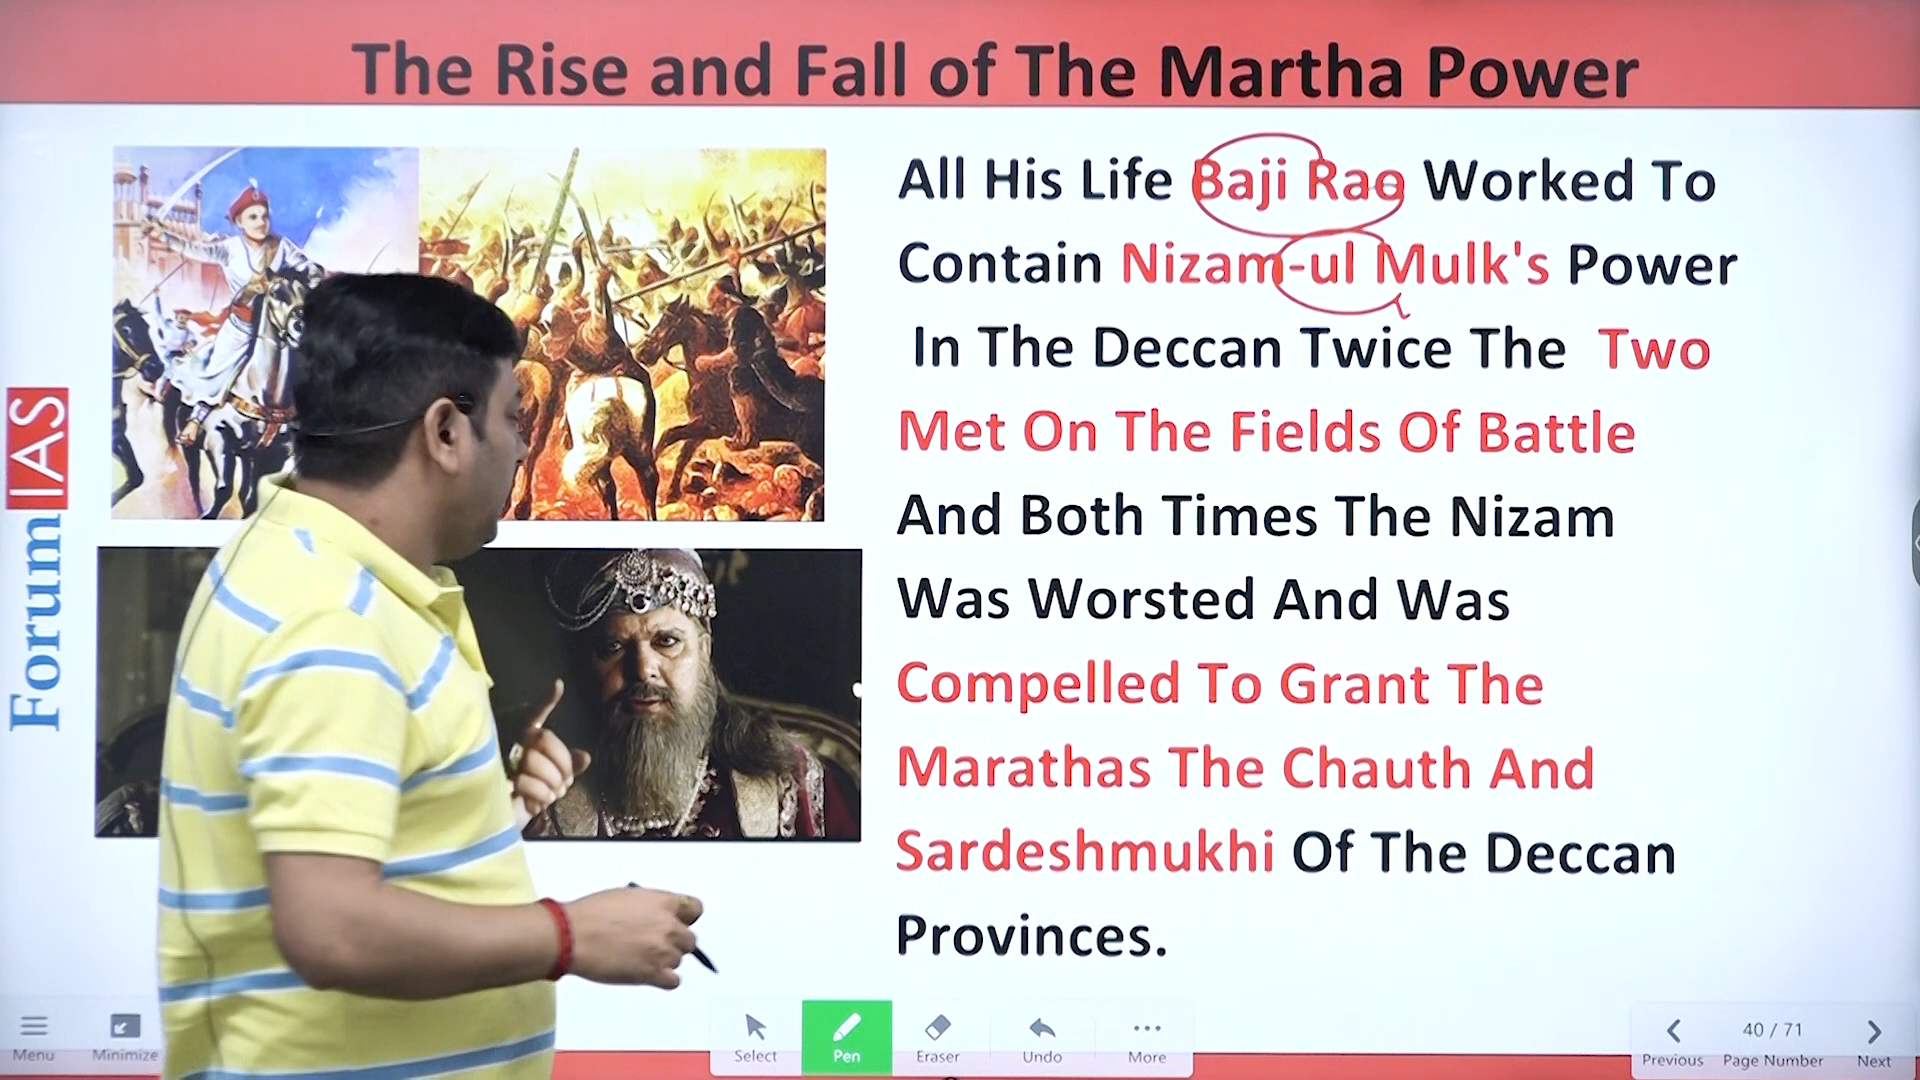 The Rise and Fall of The Martha Power
All His Life Baji Rao Worked To
Contain Nizam-ul Mulk's Power
In The Deccan Twice The Two
Met On The Fields Of Battle
And Both Times The Nizam
Was Worsted And Was
Compelled To Grant The
Marathas The Chauth And
Sardeshmukhi Of The Deccan
Provinces.
Forum IAS
Menu
Minimize
Select
Pen
Eraser
Undo
More
Previous
40 / 71
Page Number
Next